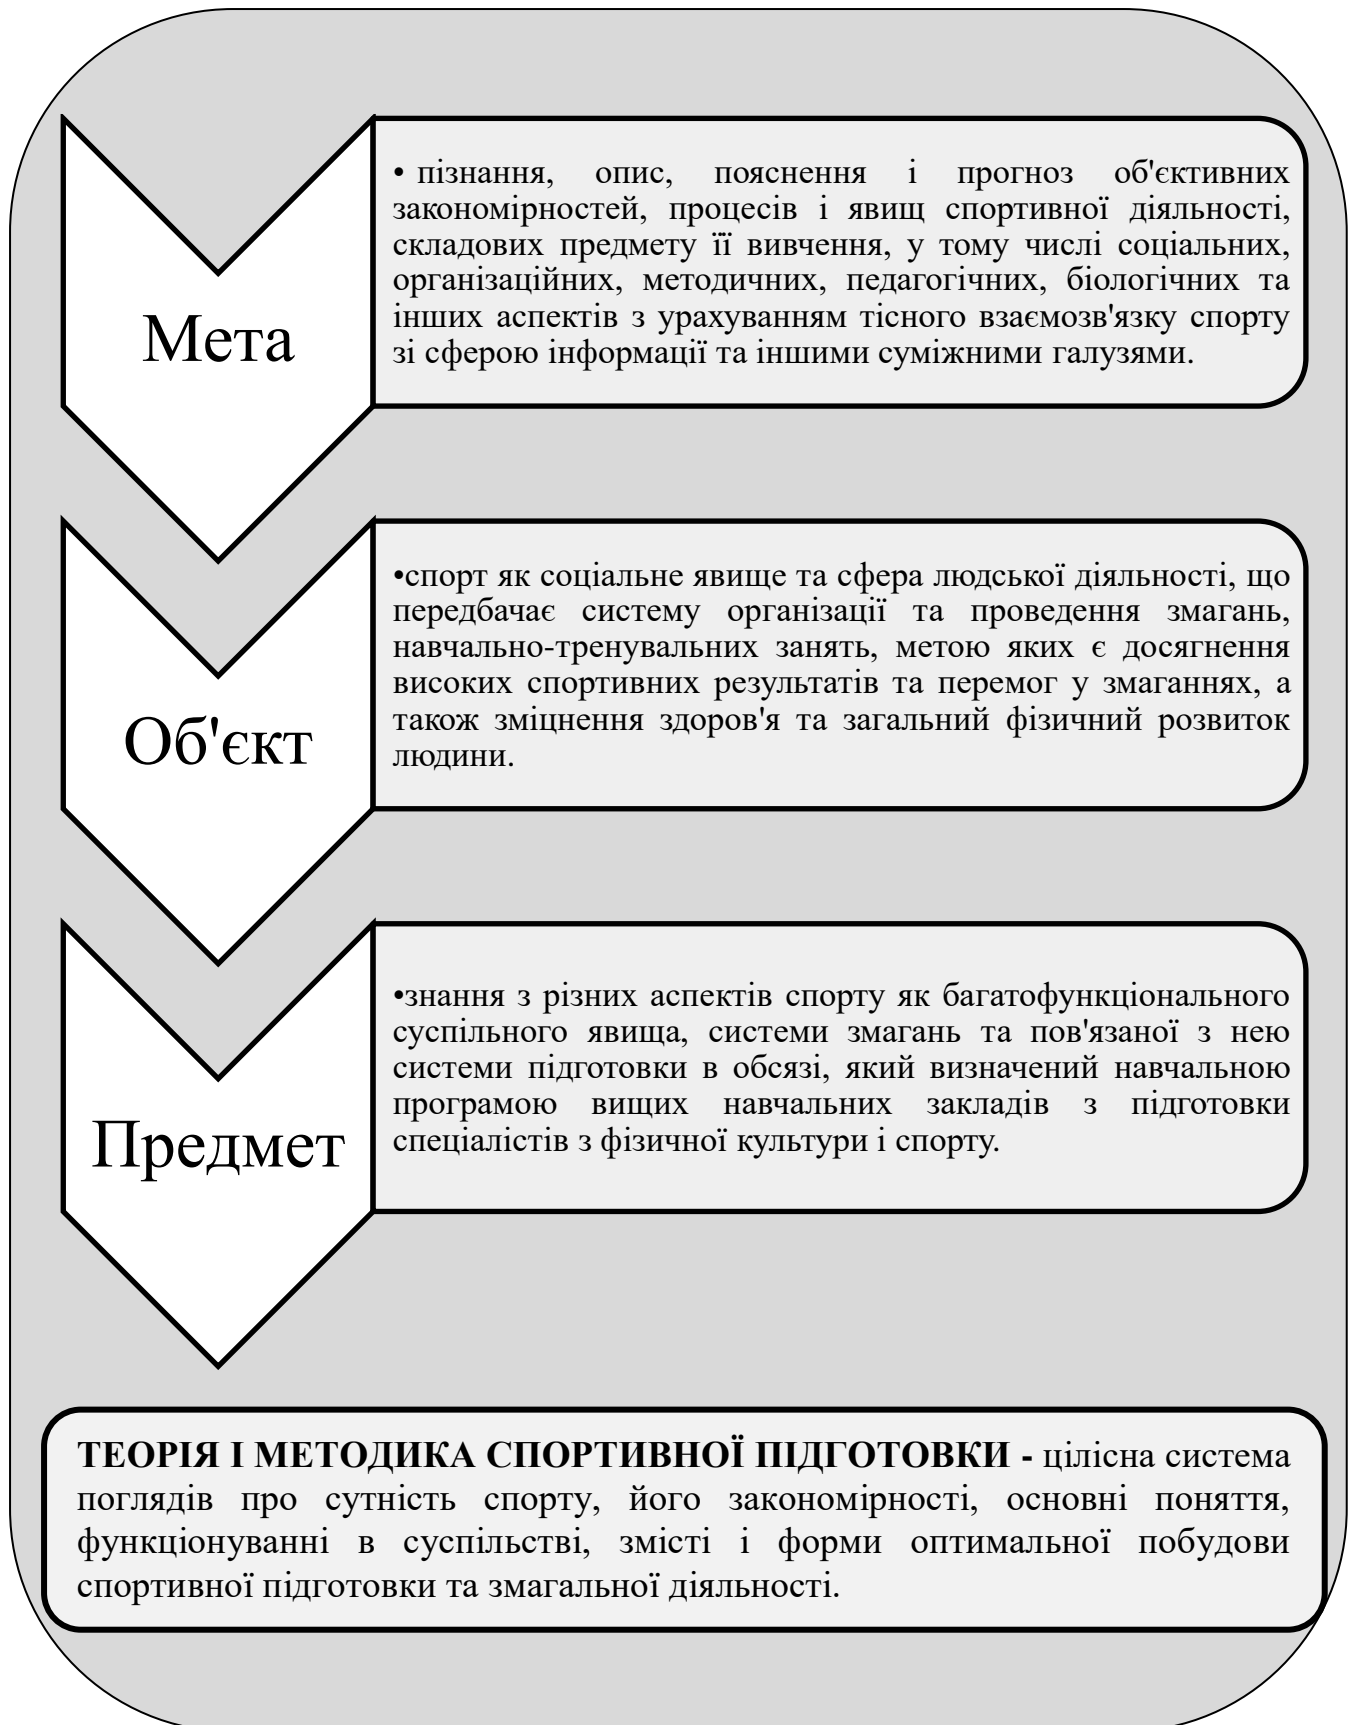 Мета
• пізнання, опис, пояснення і прогноз об'єктивних
закономірностей, процесів і явищ спортивної діяльності,
складових предмету її вивчення, у тому числі соціальних,
організаційних, методичних, педагогічних, біологічних та
інших аспектів з урахуванням тісного взаємозв'язку спорту
зі сферою інформації та іншими суміжними галузями.
Об'єкт
•спорт як соціальне явище та сфера людської діяльності, що
передбачає систему організації та проведення змагань,
навчально-тренувальних занять, метою яких є досягнення
високих спортивних результатів та перемог у змаганнях, а
також зміцнення здоров'я та загальний фізичний розвиток
людини.
Предмет
•знання з різних аспектів спорту як багатофункціонального
суспільного явища, системи змагань та пов'язаної з нею
системи підготовки в обсязі, який визначений навчальною
програмою вищих навчальних закладів з підготовки
спеціалістів з фізичної культури і спорту.
ТЕОРІЯ І МЕТОДИКА СПОРТИВНОЇ ПІДГОТОВКИ - цілісна система
поглядів про сутність спорту, його закономірності, основні поняття,
функціонуванні в суспільстві, змісті і форми оптимальної побудови
спортивної підготовки та змагальної діяльності.